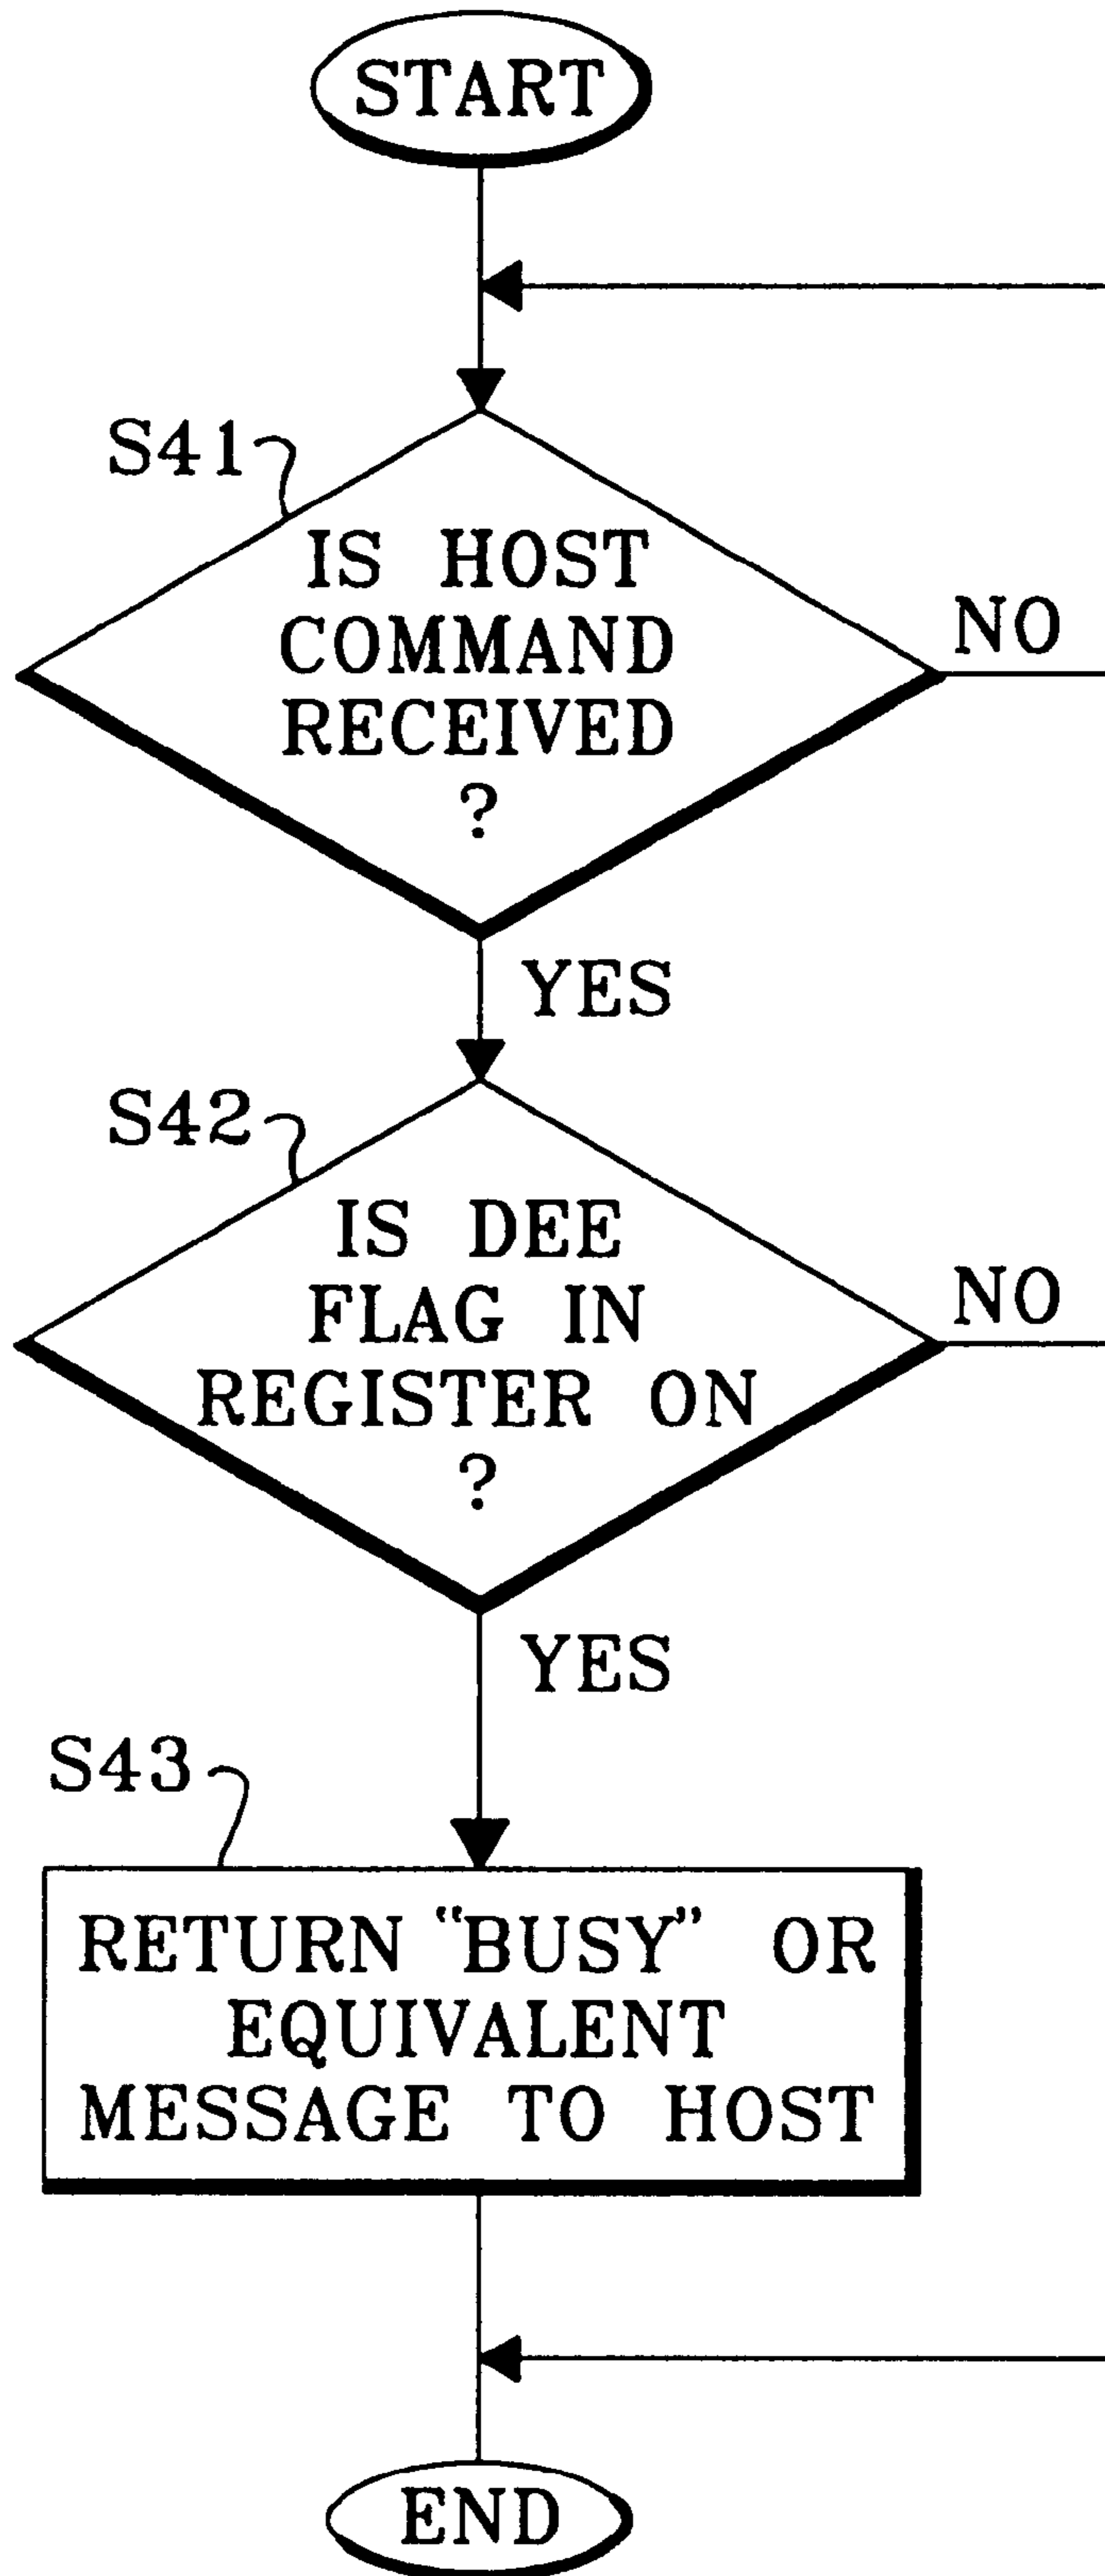 START
S41
IS HOST
COMMAND
RECEIVED
?
NO
YES
S42
IS DEE
FLAG IN
REGISTER ON
?
NO
YES
S43
RETURN “BUSY” OR
EQUIVALENT
MESSAGE TO HOST
END